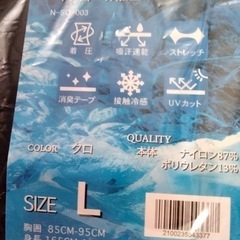 N-SO-003
着圧 吸汗速乾 ストレッチ
消臭テープ 接触冷感 UVカット
COLOR クロ
QUALITY
本体 ナイロン87%
ポリウレタン13%
SIZE L
胸囲 85CM-95CM
2100235343377